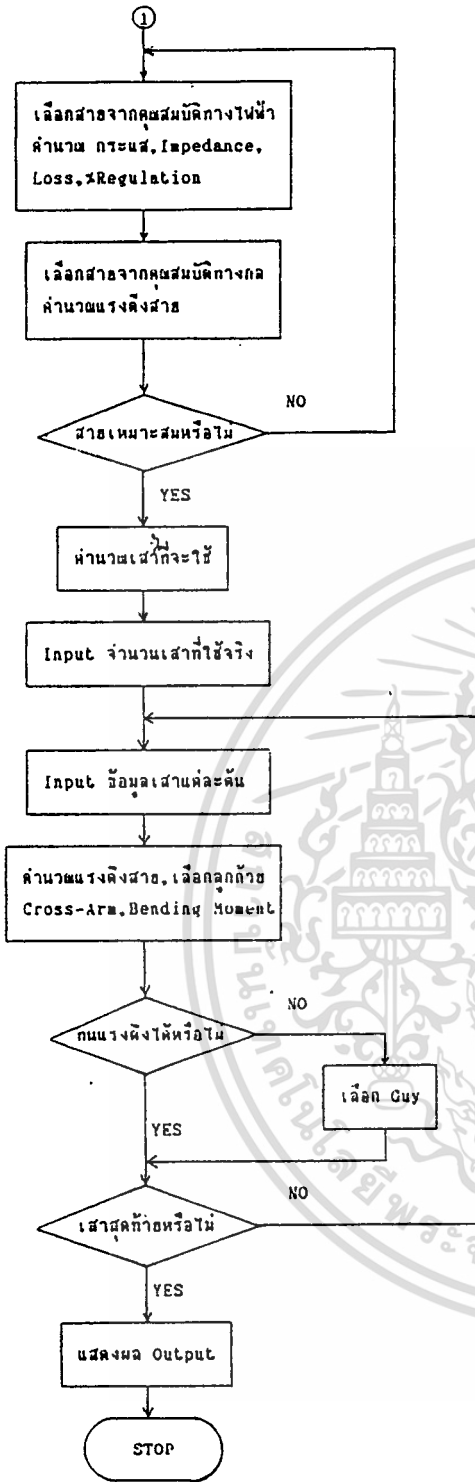 1
เลือกสายจากคุณสมบัติทางไฟฟ้า
คำนวณ กระแส,Impedance,
Loss,%Regulation
เลือกสายจากคุณสมบัติทางกล
คำนวณแรงดึงสาย
สายเหมาะสมหรือไม่
NO
YES
คำนวณเสาที่จะใช้
Input จำนวนเสาที่ใช้จริง
Input ข้อมูลเสาแต่ละต้น
คำนวณแรงดึงสาย,เลือกลูกถ้วย
Cross-Arm,Bending Moment
ทนแรงดึงได้หรือไม่
NO
เลือก Guy
YES
เสาสุดท้ายหรือไม่
NO
YES
แสดงผล Output
STOP